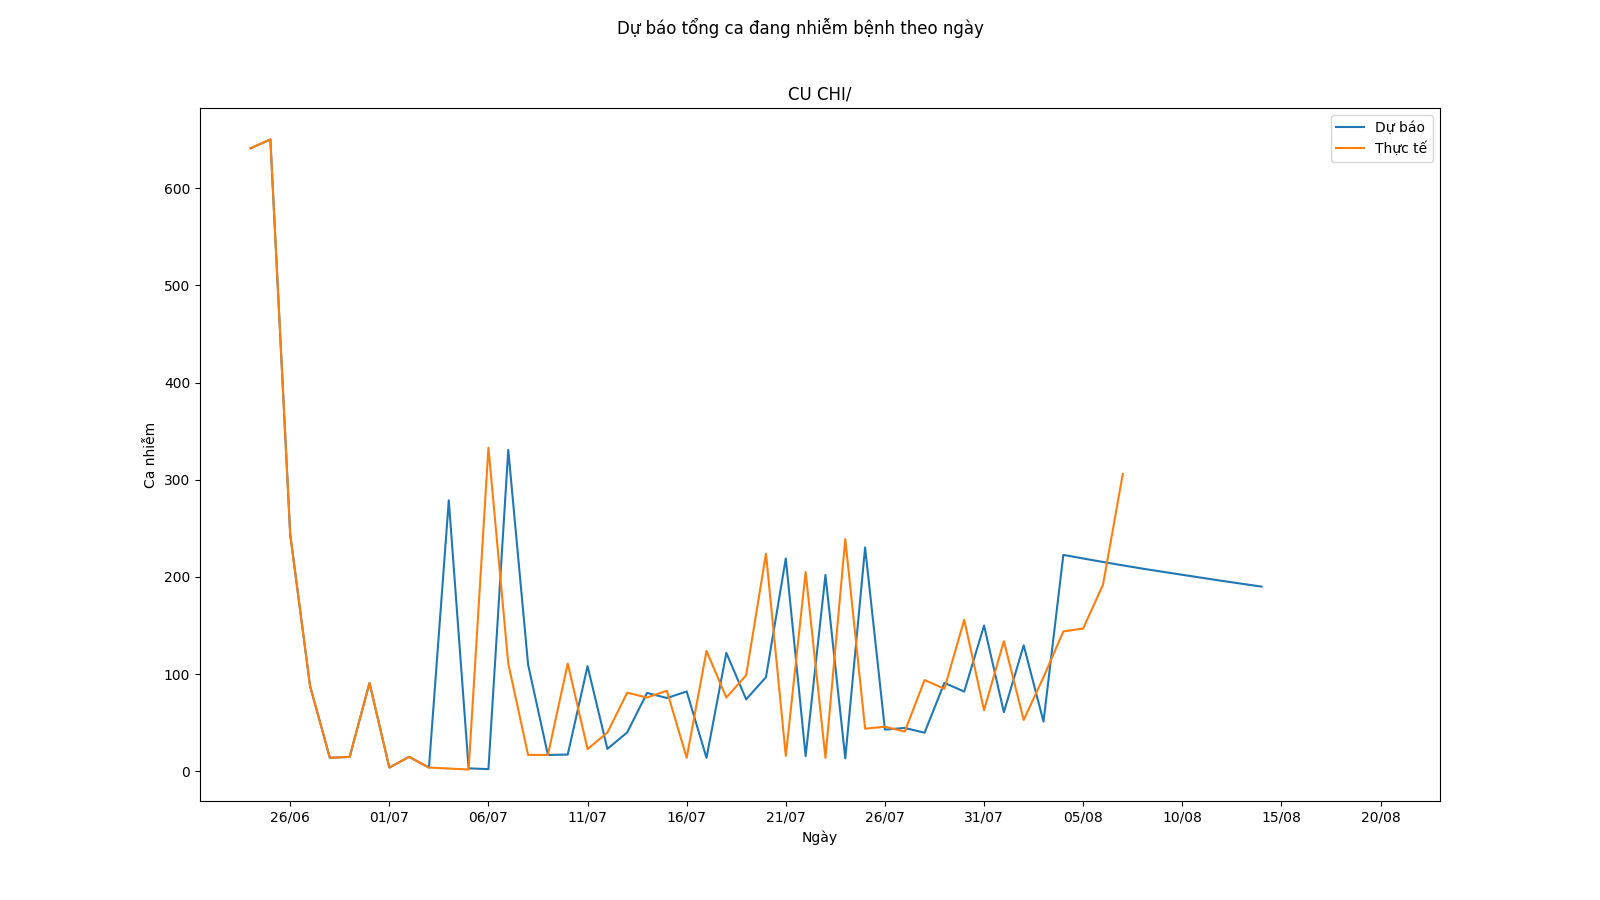 Dự báo tổng ca đang nhiễm bệnh theo ngày
CU CHI/
Dự báo
Thực tế
600
500
400
300
200
100
0
Ca nhiễm
26/06 01/07 06/07 11/07 16/07 21/07 26/07 31/07 05/08 10/08 15/08 20/08
Ngày